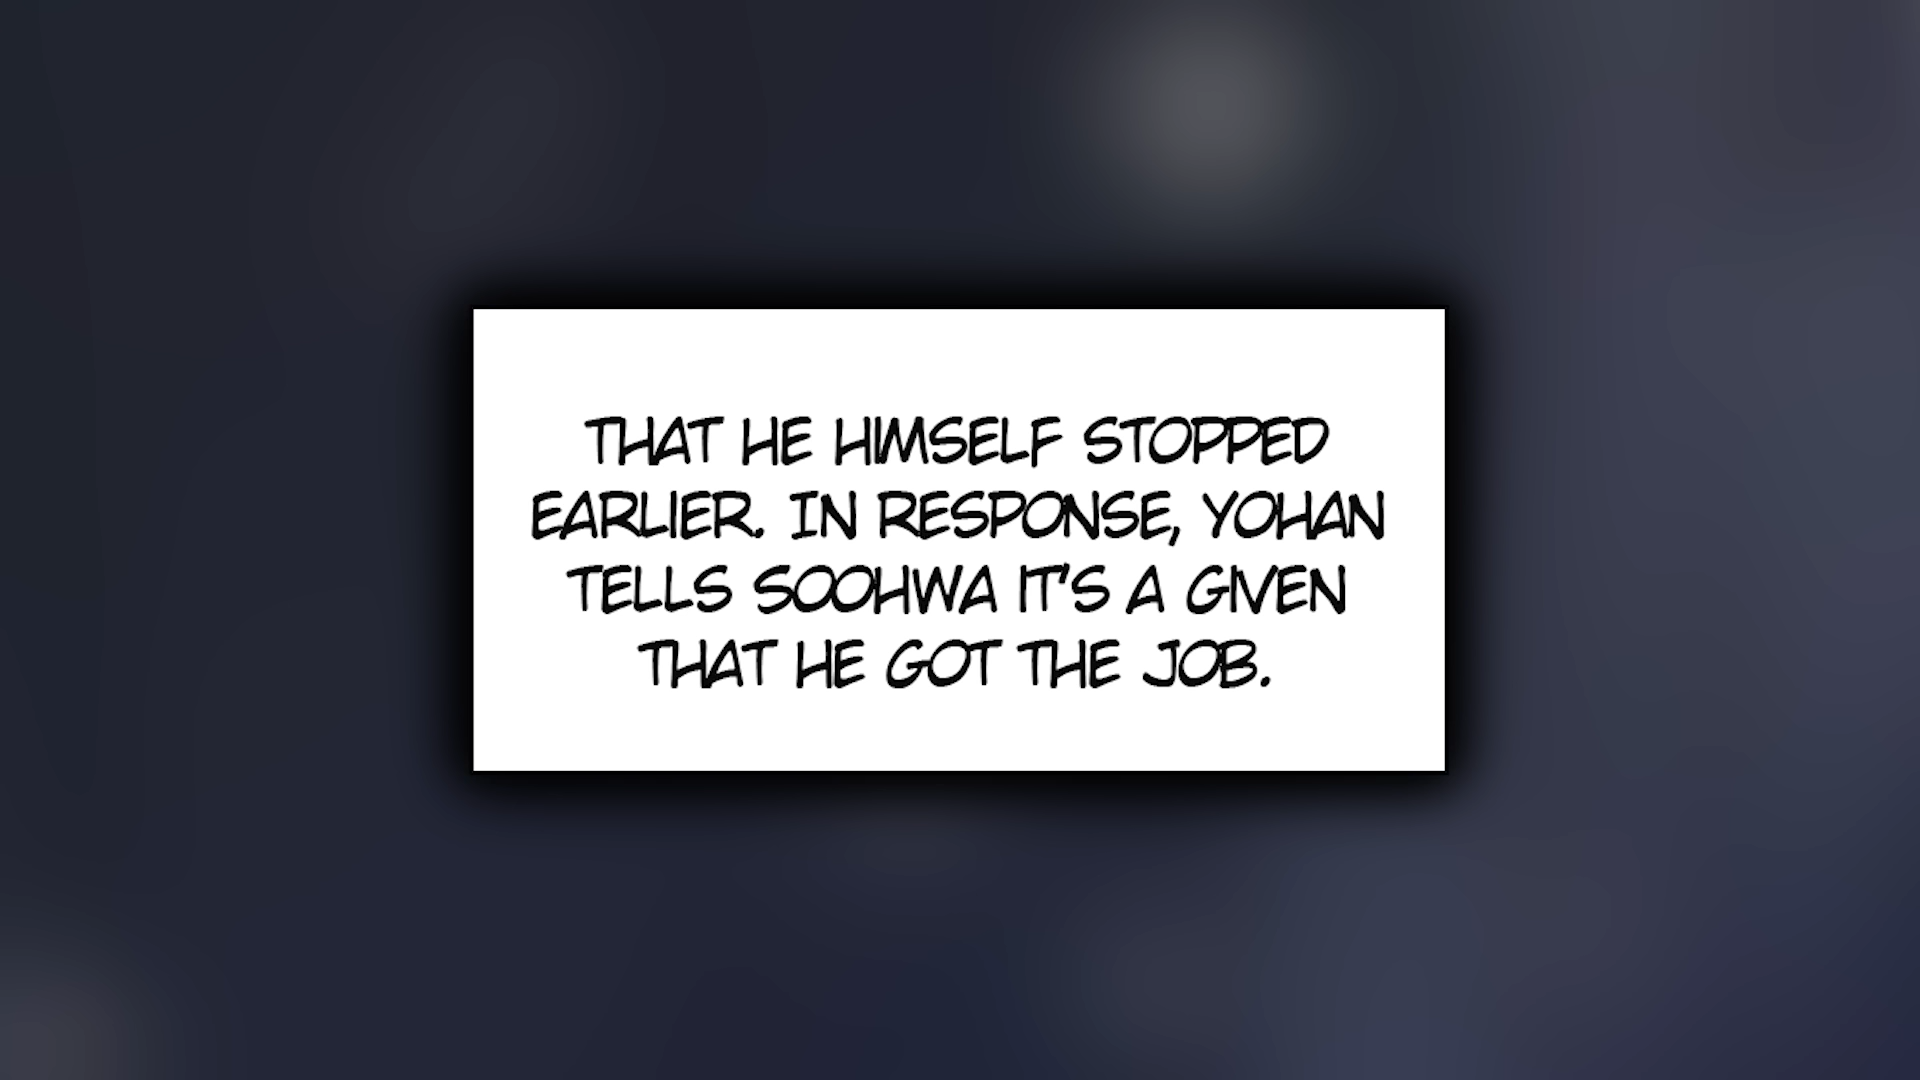 THAT HE HIMSELF STOPPED
EARLIER. IN RESPONSE, YOHAN
TELLS SOOHWA IT'S A GIVEN
THAT HE GOT THE JOB.